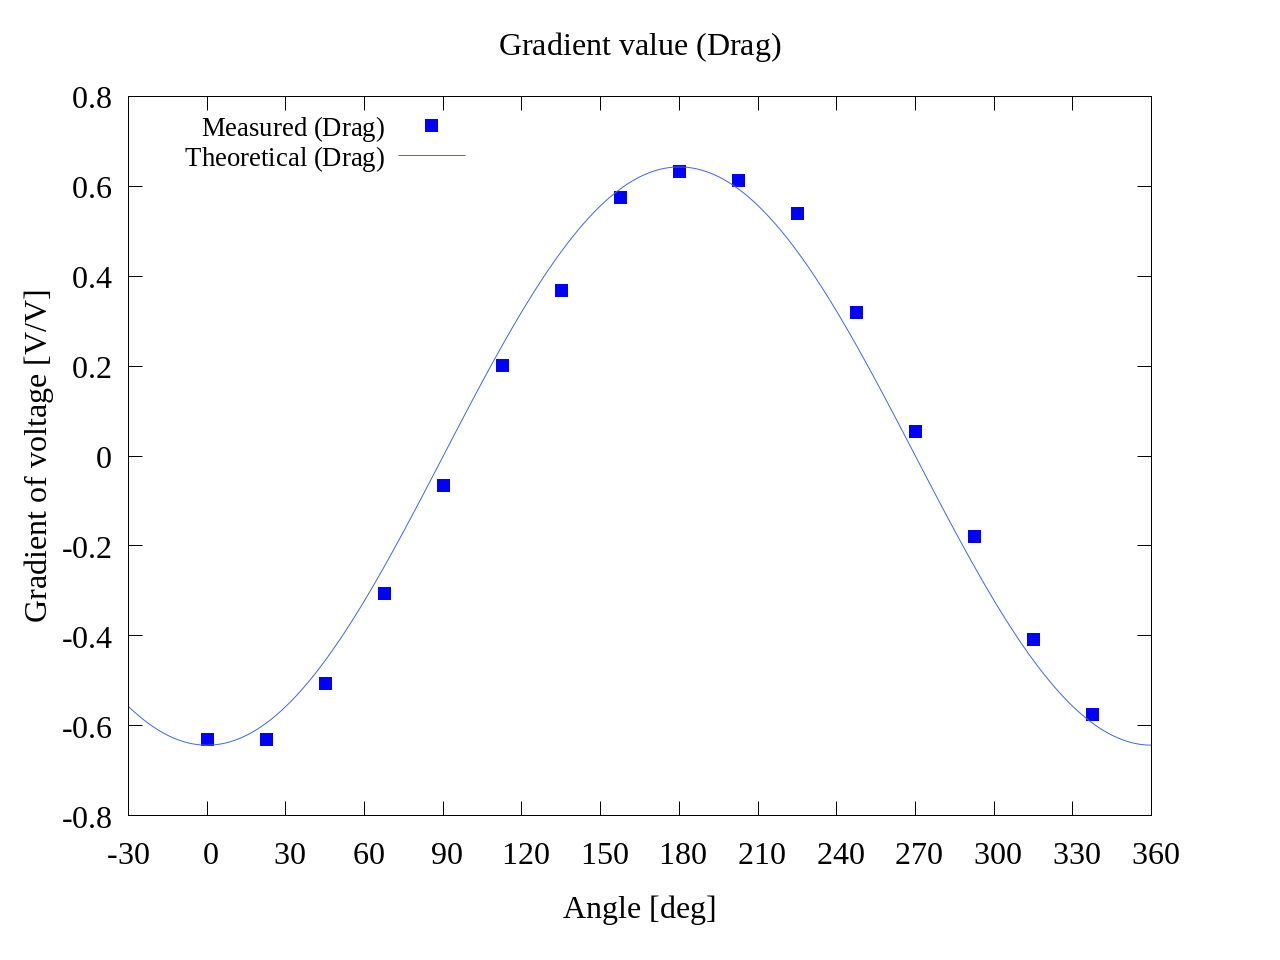 Gradient value (Drag)
0.8
0.6
0.4
0.2
0
-0.2
-0.4
-0.6
-0.8
Measured (Drag)
Theoretical (Drag)
Gradient of voltage [V/V]
-30 0 30 60 90 120 150 180 210 240 270 300 330 360
Angle [deg]